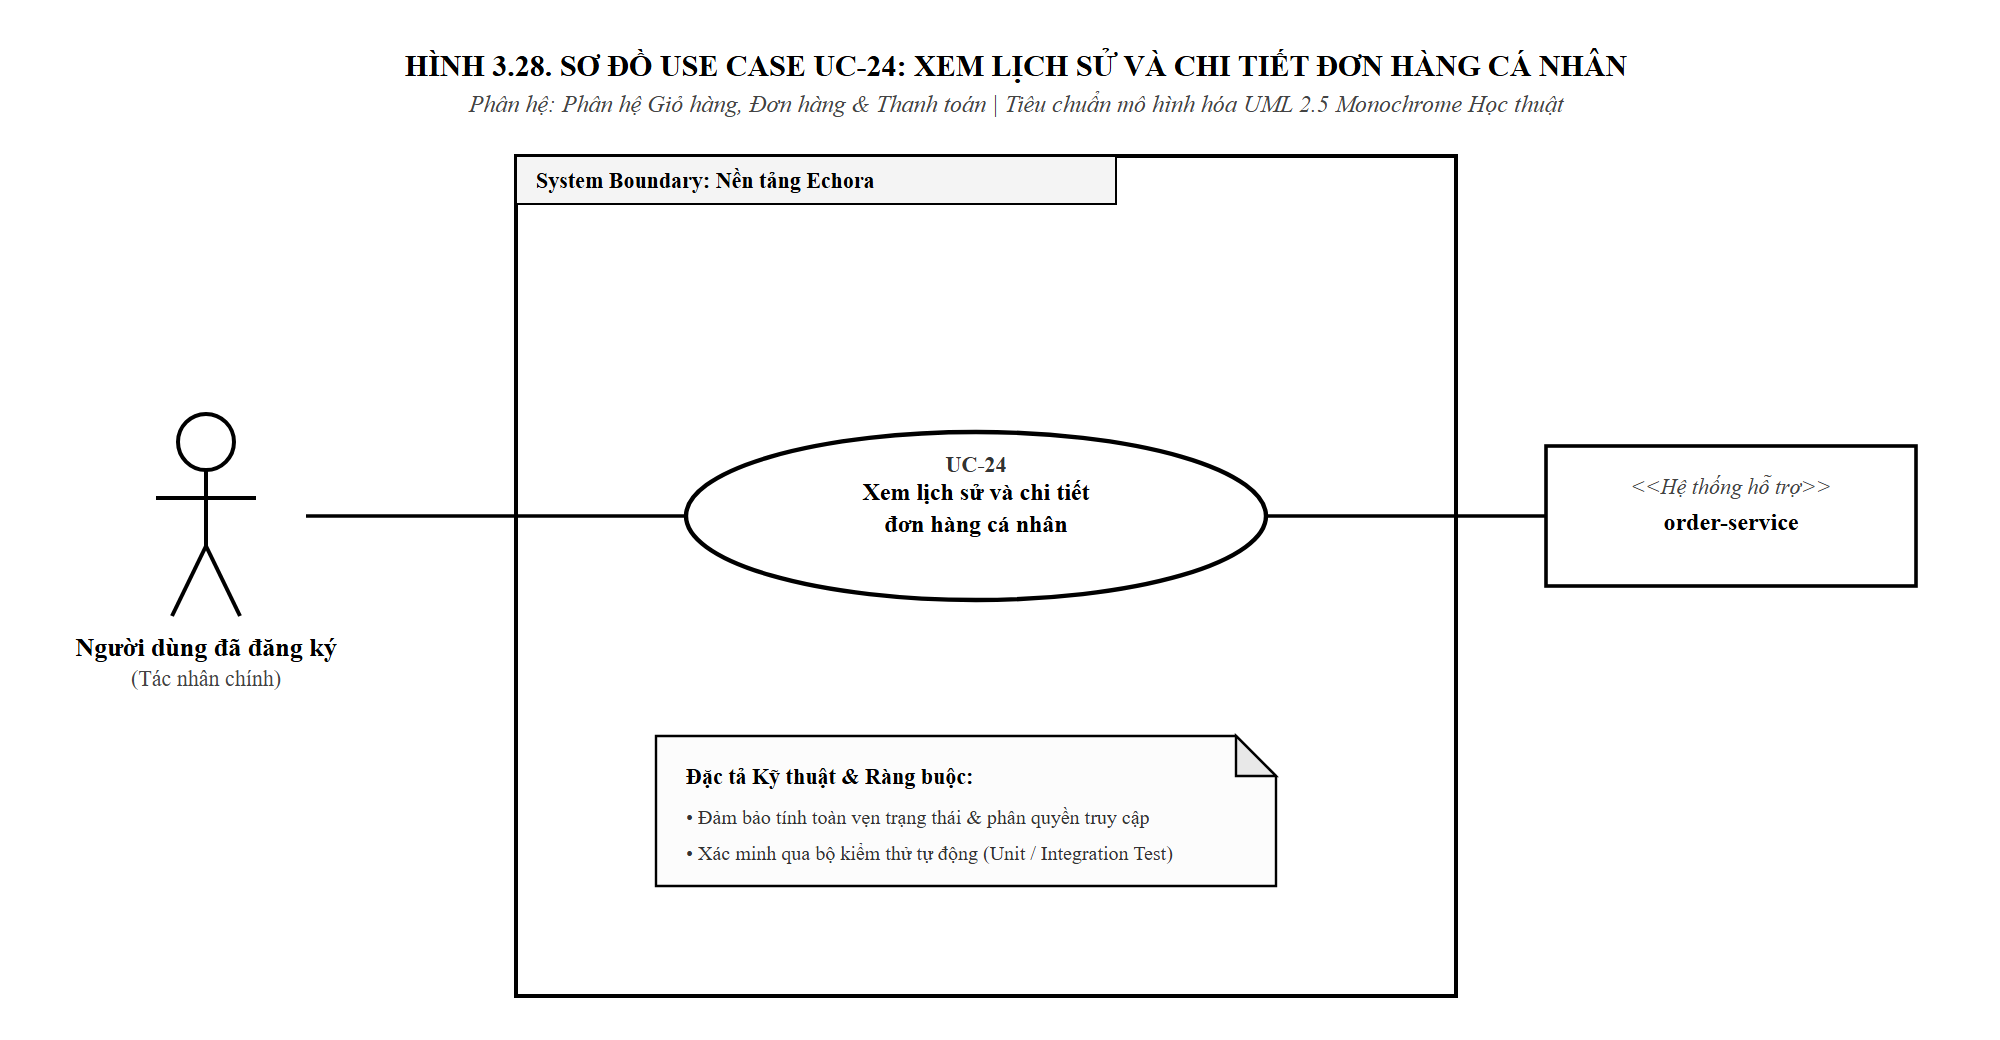 HÌNH 3.28. SƠ ĐỒ USE CASE UC-24: XEM LỊCH SỬ VÀ CHI TIẾT ĐƠN HÀNG CÁ NHÂN
Phân hệ: Phân hệ Giỏ hàng, Đơn hàng & Thanh toán | Tiêu chuẩn mô hình hóa UML 2.5 Monochrome Học thuật
System Boundary: Nền tảng Echora
UC-24
Xem lịch sử và chi tiết
đơn hàng cá nhân
<<Hệ thống hỗ trợ>>
order-service
Người dùng đã đăng ký
(Tác nhân chính)
Đặc tả Kỹ thuật & Ràng buộc:
• Đảm bảo tính toàn vẹn trạng thái & phân quyền truy cập
• Xác minh qua bộ kiểm thử tự động (Unit / Integration Test)